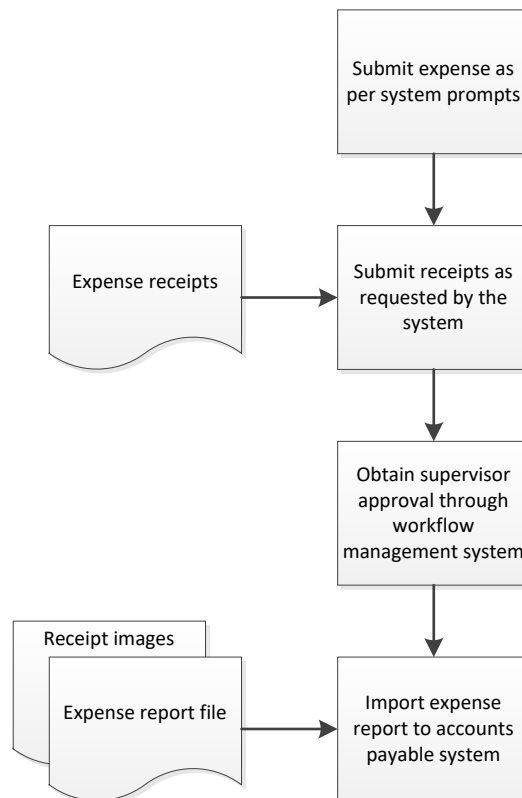 Submit expense as
per system prompts
Expense receipts
Submit receipts as
requested by the
system
Obtain supervisor
approval through
workflow
management system
Receipt images
Expense report file
Import expense
report to accounts
payable system